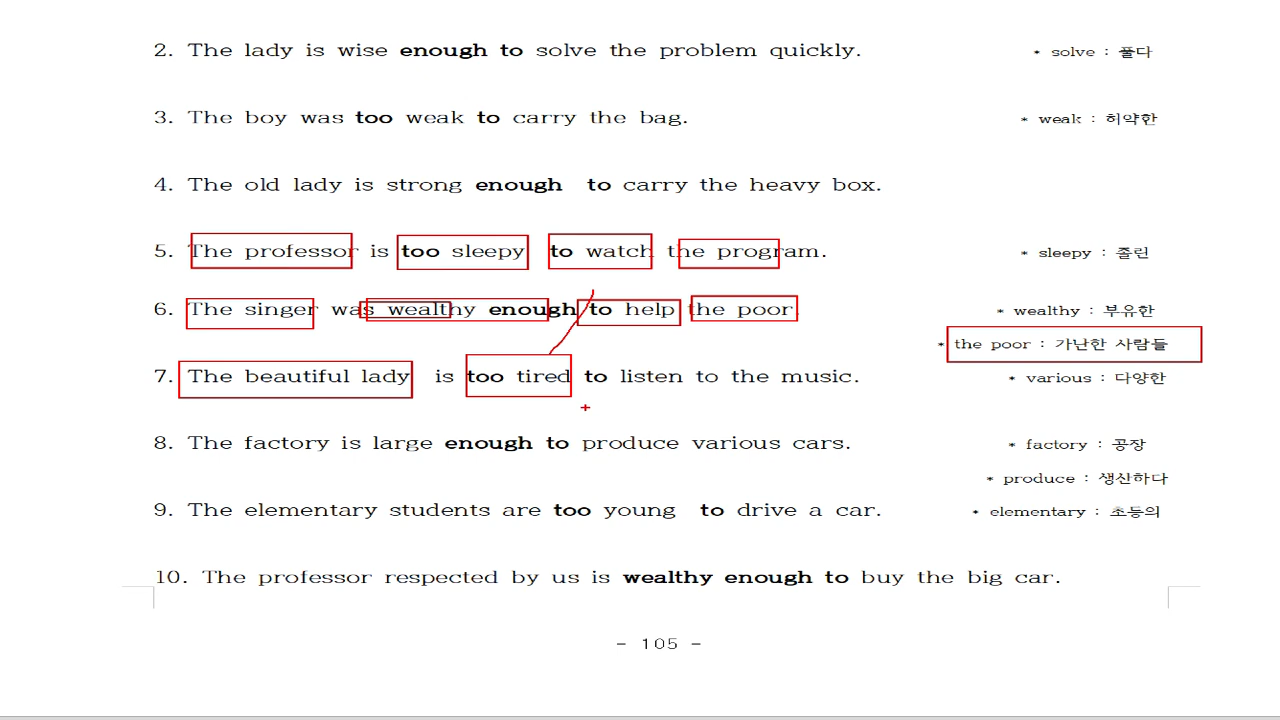 2. The lady is wise enough to solve the problem quickly. * solve : 풀다
3. The boy was too weak to carry the bag. * weak : 허약한
4. The old lady is strong enough to carry the heavy box.
5. The professor is too sleepy to watch the program. * sleepy : 졸린
6. The singer was wealthy enough to help the poor. * wealthy : 부유한
* the poor : 가난한 사람들
7. The beautiful lady is too tired to listen to the music. * various : 다양한
8. The factory is large enough to produce various cars. * factory : 공장
* produce : 생산하다
9. The elementary students are too young to drive a car. * elementary : 초등의
10. The professor respected by us is wealthy enough to buy the big car.
- 105 -